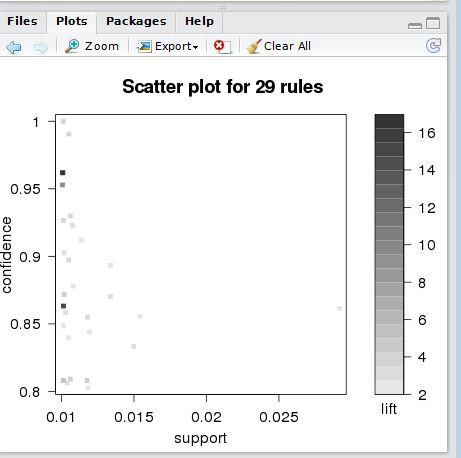 Files Plots Packages Help
Zoom Export Clear All
Scatter plot for 29 rules
1
0.95
0.9
0.85
0.8
confidence
0.01 0.015 0.02 0.025
support
16
14
12
10
8
6
4
2
lift